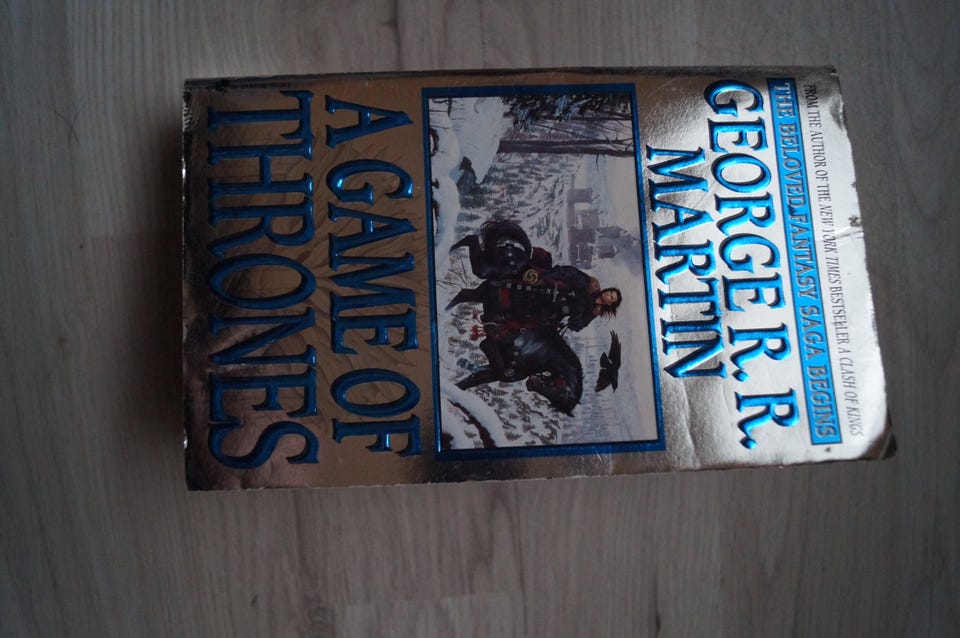 FROM THE AUTHOR OF THE NEW YORK TIMES BESTSELLER A CLASH OF KINGS
THE BELOVED FANTASY SAGA BEGINS
GEORGE R. R.
MARTIN
A GAME OF
THRONES